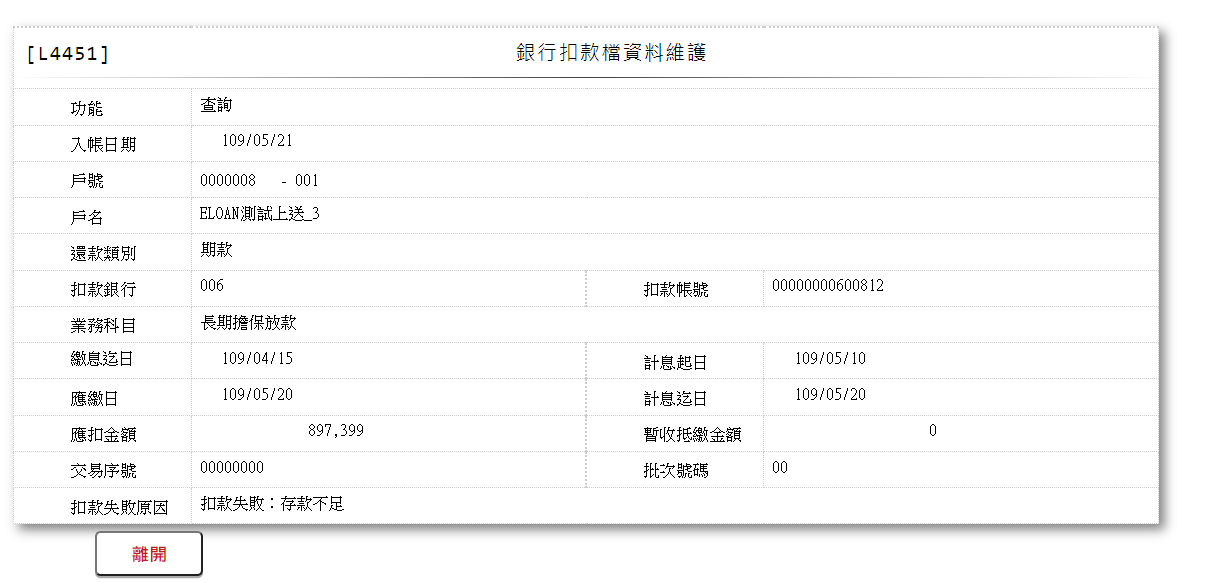 [L4451] 銀行扣款檔資料維護
功能 查詢
入帳日期 109/05/21
戶號 0000008 - 001
戶名 ELOAN測試上送_3
還款類別 期款
扣款銀行 006 扣款帳號 00000000600812
業務科目 長期擔保放款
繳息迄日 109/04/15 計息起日 109/05/10
應繳日 109/05/20 計息迄日 109/05/20
應扣金額 897,399 暫收抵繳金額 0
交易序號 00000000 批次號碼 00
扣款失敗原因 扣款失敗：存款不足
離開